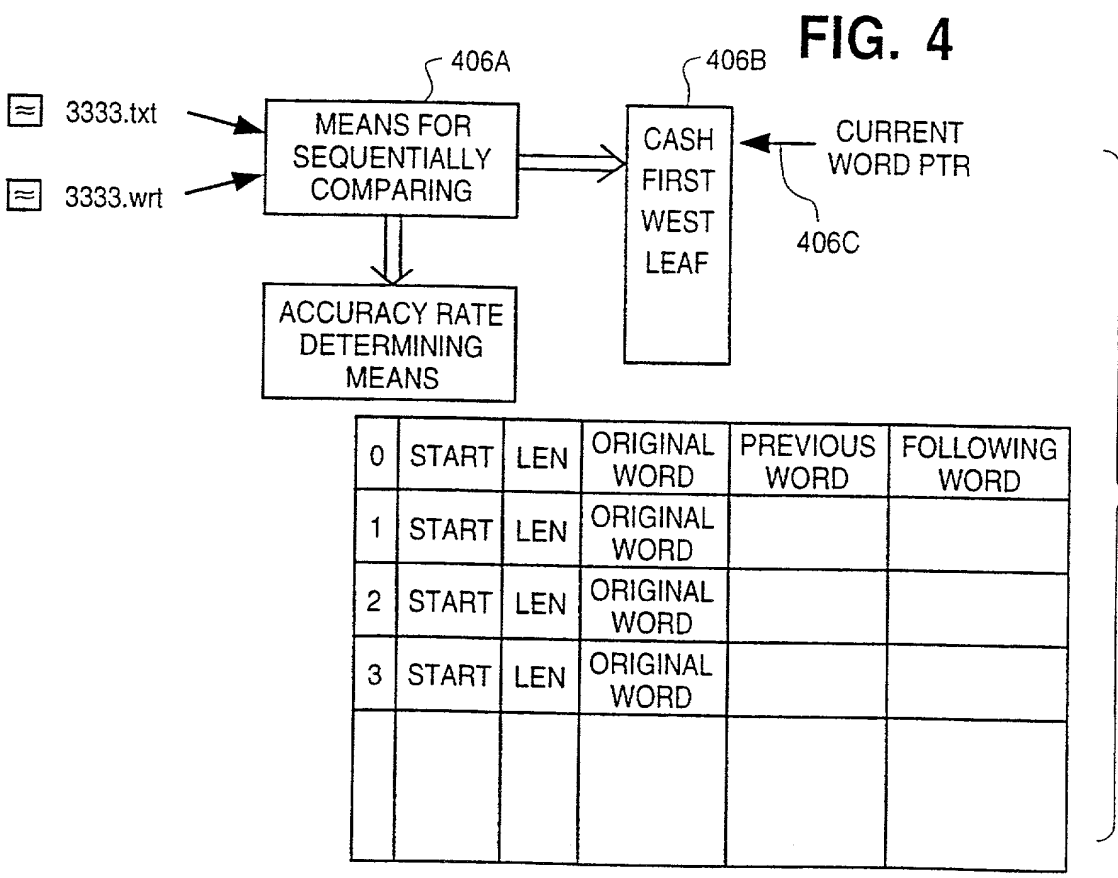 FIG. 4
406A
406B
≈ 3333.txt
≈ 3333.wrt
MEANS FOR
SEQUENTIALLY
COMPARING
CASH
FIRST
WEST
LEAF
CURRENT
WORD PTR
406C
ACCURACY RATE
DETERMINING
MEANS
0 START LEN ORIGINAL WORD PREVIOUS WORD FOLLOWING WORD
1 START LEN ORIGINAL WORD
2 START LEN ORIGINAL WORD
3 START LEN ORIGINAL WORD